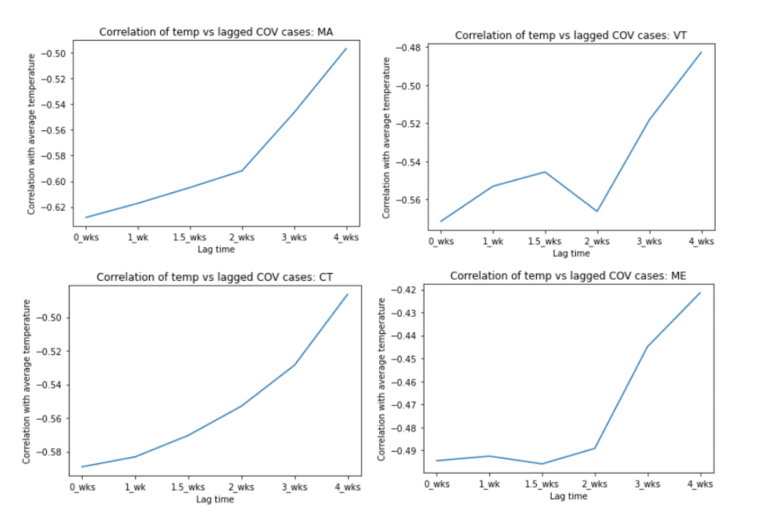 Correlation of temp vs lagged COV cases: MA
Correlation with average temperature
−0.50
−0.52
−0.54
−0.56
−0.58
−0.60
−0.62
0_wks 1_wk 1.5_wks 2_wks 3_wks 4_wks
Lag time
Correlation of temp vs lagged COV cases: VT
Correlation with average temperature
−0.48
−0.50
−0.52
−0.54
−0.56
0_wks 1_wk 1.5_wks 2_wks 3_wks 4_wks
Lag time
Correlation of temp vs lagged COV cases: CT
Correlation with average temperature
−0.50
−0.52
−0.54
−0.56
−0.58
0_wks 1_wk 1.5_wks 2_wks 3_wks 4_wks
Lag time
Correlation of temp vs lagged COV cases: ME
Correlation with average temperature
−0.42
−0.43
−0.44
−0.45
−0.46
−0.47
−0.48
−0.49
0_wks 1_wk 1.5_wks 2_wks 3_wks 4_wks
Lag time